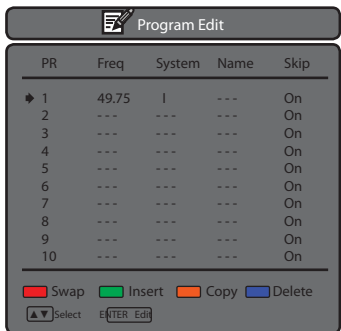 Program Edit
PR Freq System Name Skip
1 49.75 I - - - On
2 - - - - - - On
3 - - - - - - On
4 - - - - - - On
5 - - - - - - On
6 - - - - - - On
7 - - - - - - On
8 - - - - - - On
9 - - - - - - On
10 - - - - - - On
Swap Insert Copy Delete
▲▼ Select ENTER Edit